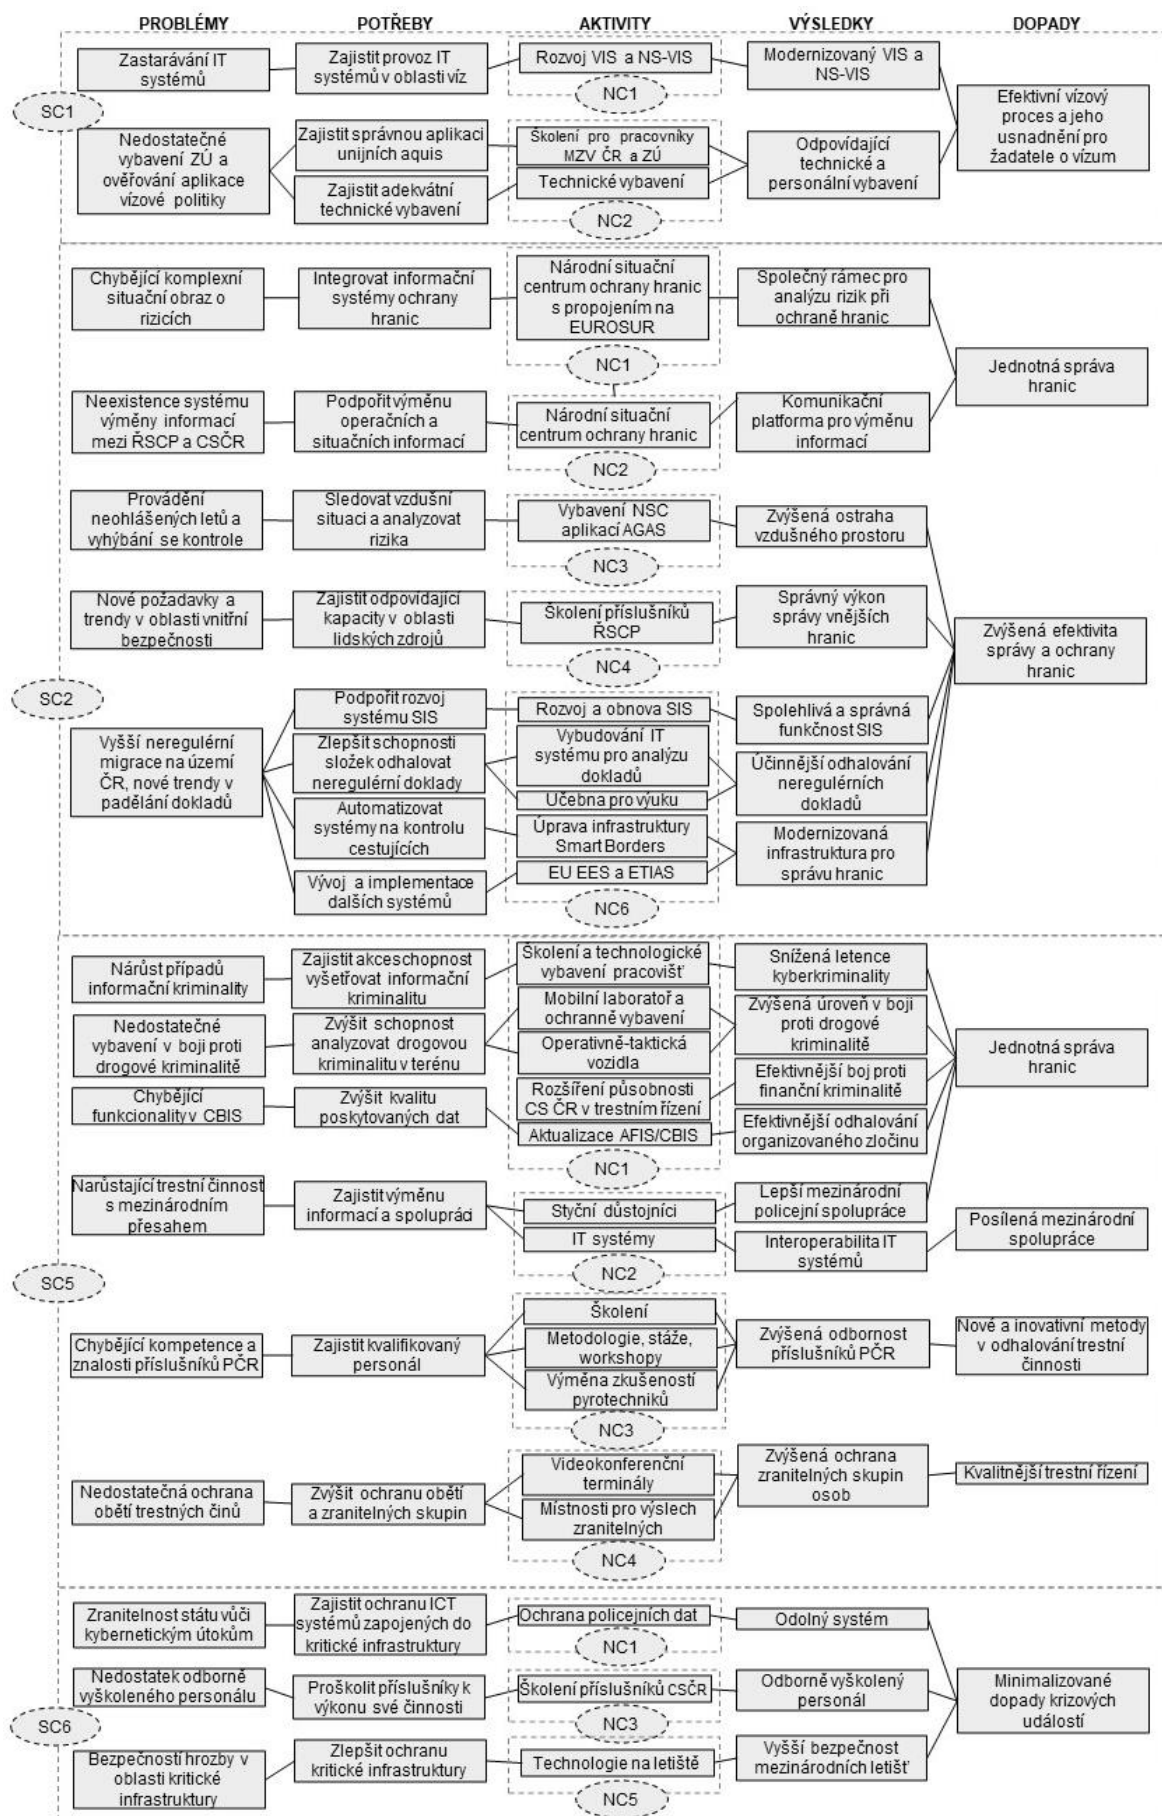 PROBLÉMY
POTŘEBY
AKTIVITY
VÝSLEDKY
DOPADY
SC1
Zastarávání IT
systémů
Zajistit provoz IT
systémů v oblasti víz
Rozvoj VIS a NS-VIS
NC1
Modernizovaný VIS a
NS-VIS
Efektivní vízový
proces a jeho
usnadnění pro
žadatele o vízum
Nedostatečné
vybavení ZÚ a
ověřování aplikace
vízové politiky
Zajistit správnou aplikaci
unijních aquis
Zajistit adekvátní
technické vybavení
Školení pro pracovníky
MZV ČR a ZÚ
Technické vybavení
NC2
Odpovídající
technické a
personální vybavení
SC2
Chybějící komplexní
situační obraz o
rizicích
Integrovat informační
systémy ochrany
hranic
Národní situační
centrum ochrany hranic
s propojením na
EUROSUR
NC1
Společný rámec pro
analýzu rizik při
ochraně hranic
Jednotná správa
hranic
Neexistence systému
výměny informací
mezi ŘSCP a CSČR
Podpořit výměnu
operačních a
situačních informací
Národní situační
centrum ochrany hranic
NC2
Komunikační
platforma pro výměnu
informací
Provádění
neohlášených letů a
vyhýbání se kontrole
Sledovat vzdušní
situaci a analyzovat
rizika
Vybavení NSC
aplikací AGAS
NC3
Zvýšená ostraha
vzdušného prostoru
Nové požadavky a
trendy v oblasti vnitřní
bezpečnosti
Zajistit odpovídající
kapacity v oblasti
lidských zdrojů
Školení příslušníků
ŘSCP
NC4
Správný výkon
správy vnějších
hranic
Zvýšená efektivita
správy a ochrany
hranic
Vyšší neregulérní
migrace na území
ČR, nové trendy v
padělání dokladů
Podpořit rozvoj
systému SIS
Zlepšit schopnosti
složek odhalovat
neregulérní doklady
Automatizovat
systémy na kontrolu
cestujících
Vývoj a implementace
dalších systémů
Rozvoj a obnova SIS
Vybudování IT
systému pro analýzu
dokladů
Učebna pro výuku
Úprava infrastruktury
Smart Borders
EU EES a ETIAS
NC6
Spolehlivá a správná
funkčnost SIS
Účinnější odhalování
neregulérních
dokladů
Modernizovaná
infrastruktura pro
správu hranic
SC5
Nárůst případů
informační kriminality
Zajistit akceschopnost
vyšetřovat informační
kriminalitu
Školení a technologické
vybavení pracovišť
Snížená letence
kyberkriminality
Nedostatečné
vybavení v boji proti
drogové kriminalitě
Zvýšit schopnost
analyzovat drogovou
kriminalitu v terénu
Mobilní laboratoř a
ochranně vybavení
Operativně-taktická
vozidla
Zvýšená úroveň v boji
proti drogové
kriminalitě
Jednotná správa
hranic
Chybějící
funkcionality v CBIS
Zvýšit kvalitu
poskytovaných dat
Rozšíření působnosti
CS ČR v trestním řízení
Aktualizace AFIS/CBIS
NC1
Efektivnější boj proti
finanční kriminalitě
Efektivnější odhalování
organizovaného zločinu
Narůstající trestní činnost
s mezinárodním
přesahem
Zajistit výměnu
informací a spolupráci
Styční důstojníci
IT systémy
NC2
Lepší mezinárodní
policejní spolupráce
Interoperabilita IT
systémů
Posílená mezinárodní
spolupráce
Chybějící kompetence a
znalosti příslušníků PČR
Zajistit kvalifikovaný
personál
Školení
Metodologie, stáže,
workshopy
Výměna zkušeností
pyrotechniků
NC3
Zvýšená odbornost
příslušníků PČR
Nové a inovativní metody
v odhalování trestní
činnosti
Nedostatečná ochrana
obětí trestných činů
Zvýšit ochranu obětí
a zranitelných skupin
Videokonferenční
terminály
Místnosti pro výslech
zranitelných
NC4
Zvýšená ochrana
zranitelných skupin
osob
Kvalitnější trestní řízení
SC6
Zranitelnost státu vůči
kybernetickým útokům
Zajistit ochranu ICT
systémů zapojených do
kritické infrastruktury
Ochrana policejních dat
NC1
Odolný systém
Nedostatek odborně
vyškoleného personálu
Proškolit příslušníky k
výkonu své činnosti
Školení příslušníků CSČR
NC3
Odborně vyškolený
personál
Minimalizované
dopady krizových
událostí
Bezpečností hrozby v
oblasti kritické
infrastruktury
Zlepšit ochranu
kritické infrastruktury
Technologie na letiště
NC5
Vyšší bezpečnost
mezinárodních letišť